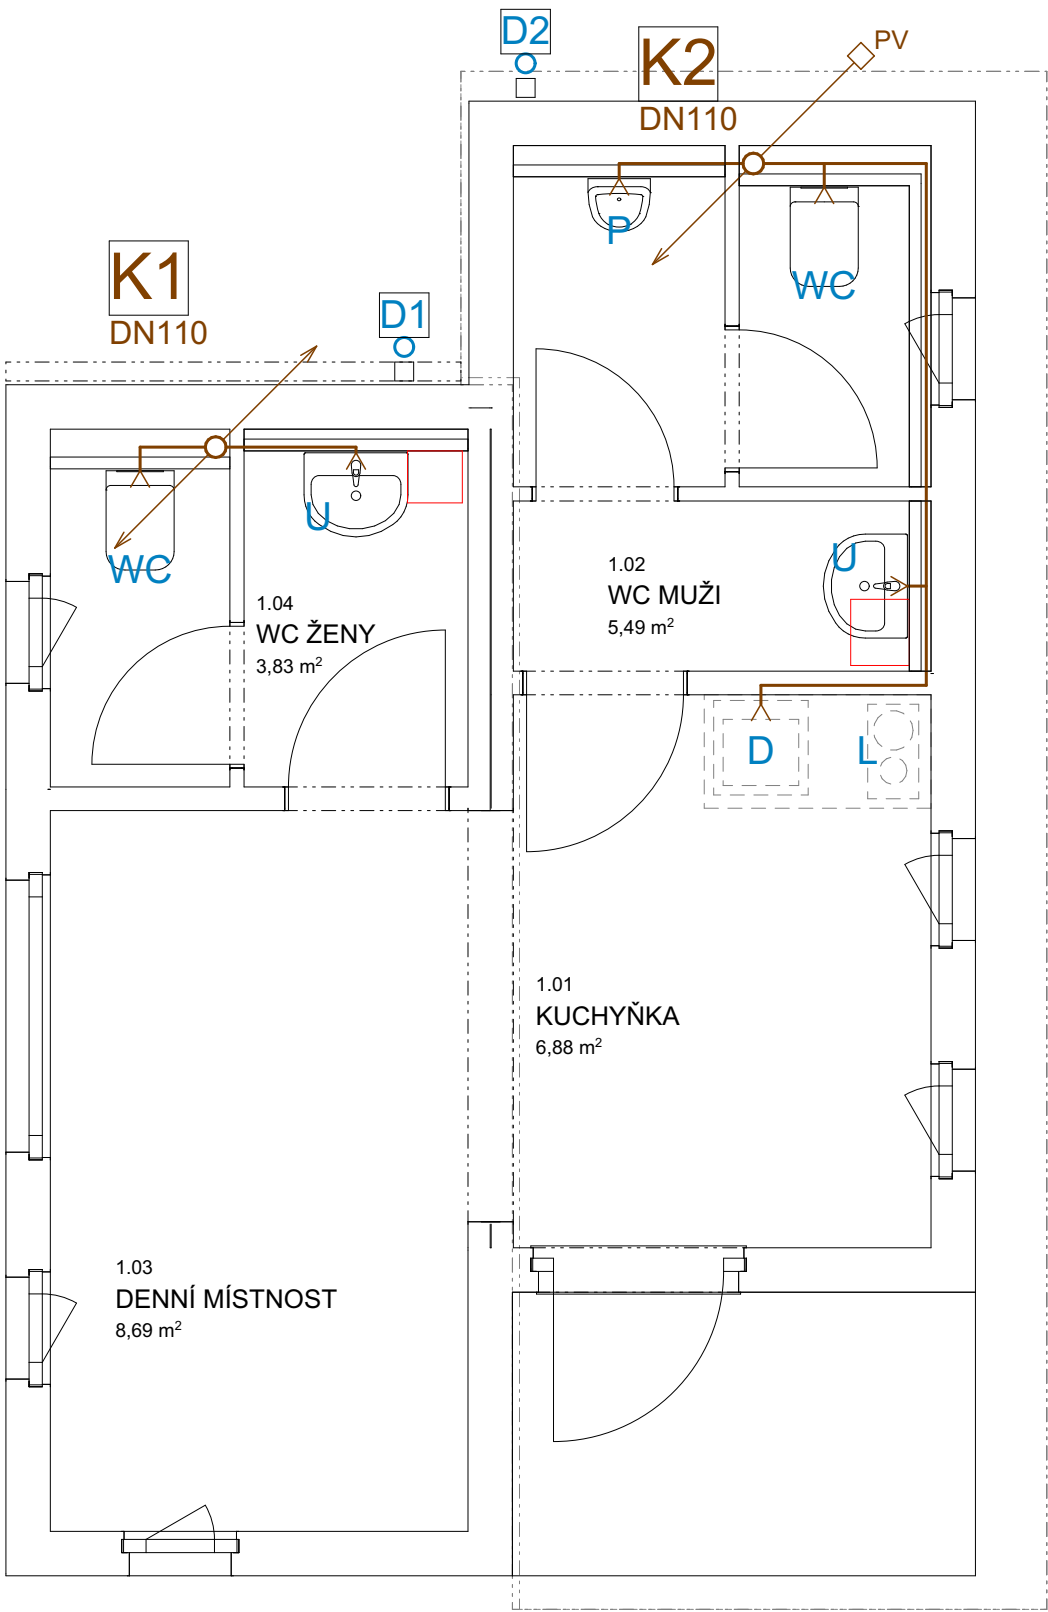 D2
K2
PV
DN110
P
WC
K1
DN110
D1
U
WC
1.02
WC MUŽI
5,49 m²
U
1.04
WC ŽENY
3,83 m²
D
L
1.01
KUCHYŇKA
6,88 m²
1.03
DENNÍ MÍSTNOST
8,69 m²